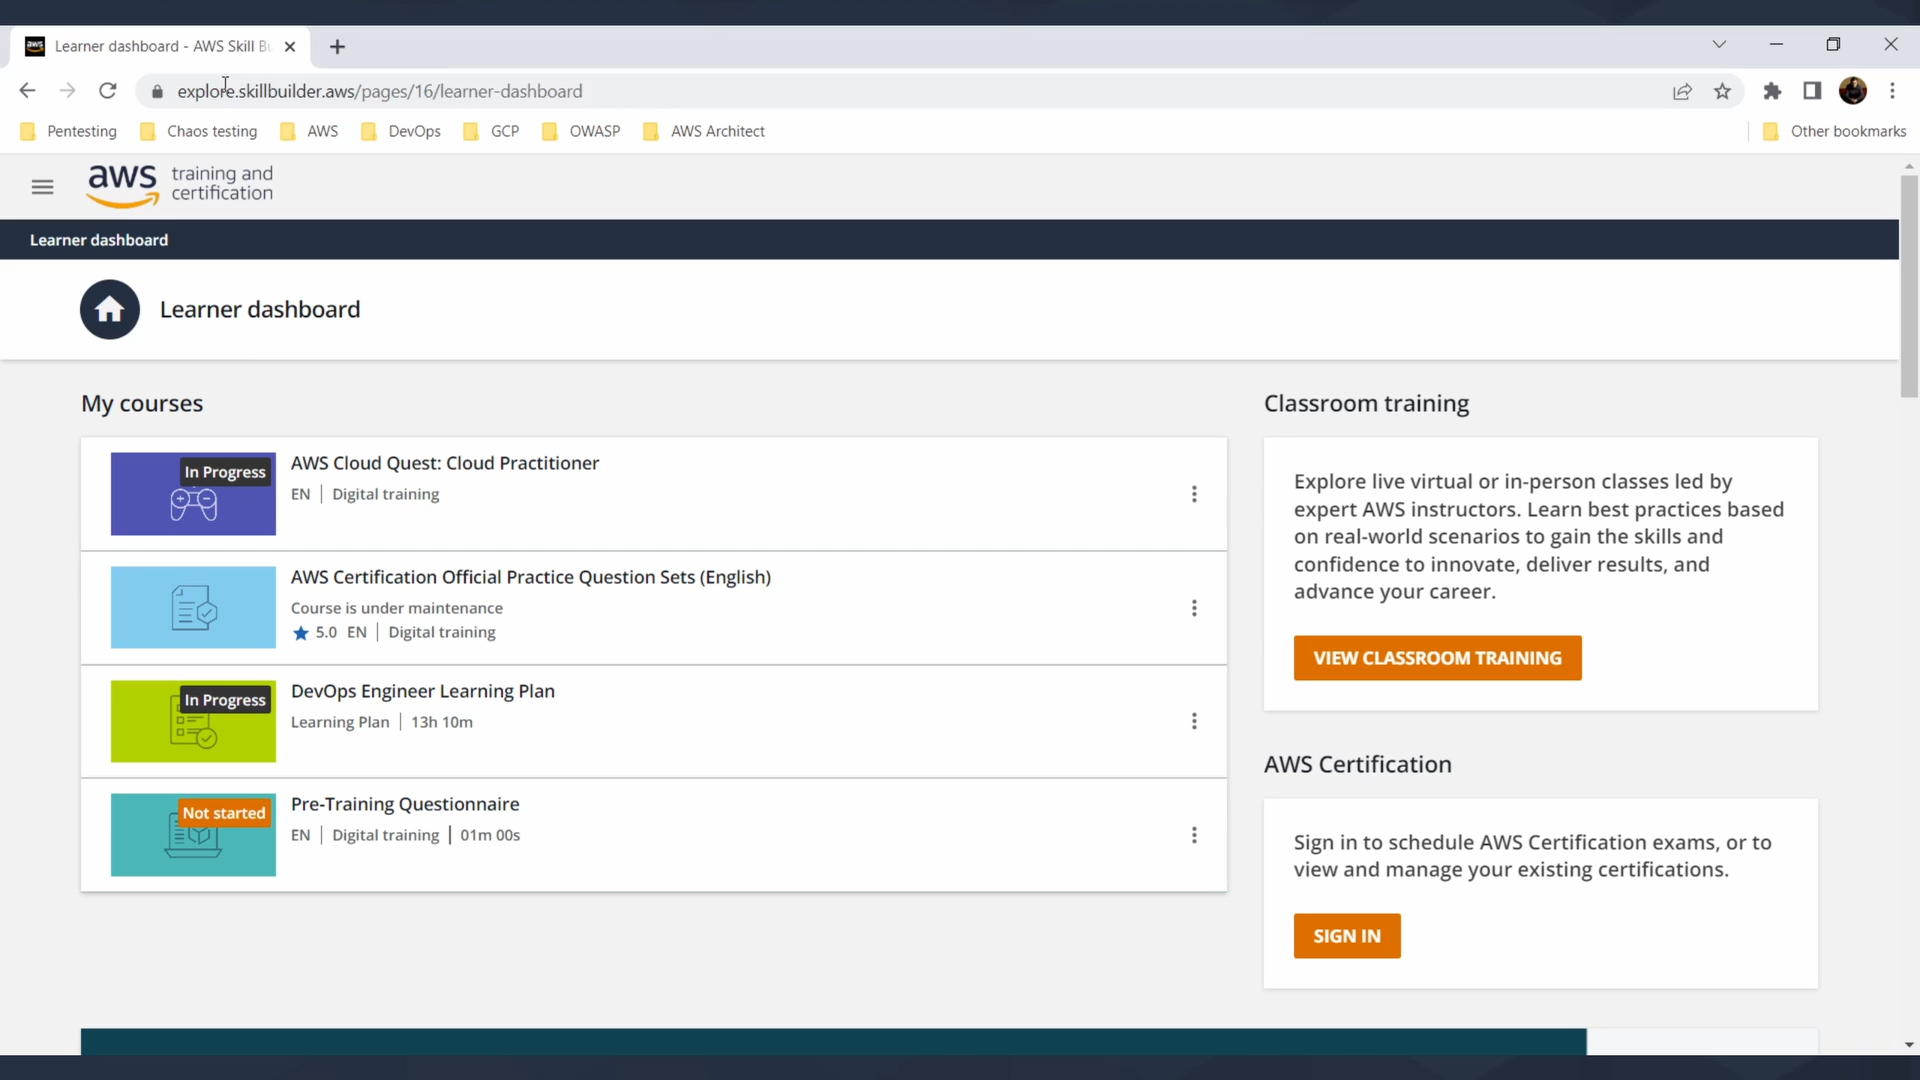 Learner dashboard - AWS Skill Bu
explore.skillbuilder.aws/pages/16/learner-dashboard
Pentesting
Chaos testing
AWS
DevOps
GCP
OWASP
AWS Architect
Other bookmarks
aws training and
certification
Learner dashboard
Learner dashboard
My courses
In Progress
AWS Cloud Quest: Cloud Practitioner
EN | Digital training
AWS Certification Official Practice Question Sets (English)
Course is under maintenance
5.0 EN | Digital training
In Progress
DevOps Engineer Learning Plan
Learning Plan | 13h 10m
Not started
Pre-Training Questionnaire
EN | Digital training | 01m 00s
Classroom training
Explore live virtual or in-person classes led by
expert AWS instructors. Learn best practices based
on real-world scenarios to gain the skills and
confidence to innovate, deliver results, and
advance your career.
VIEW CLASSROOM TRAINING
AWS Certification
Sign in to schedule AWS Certification exams, or to
view and manage your existing certifications.
SIGN IN